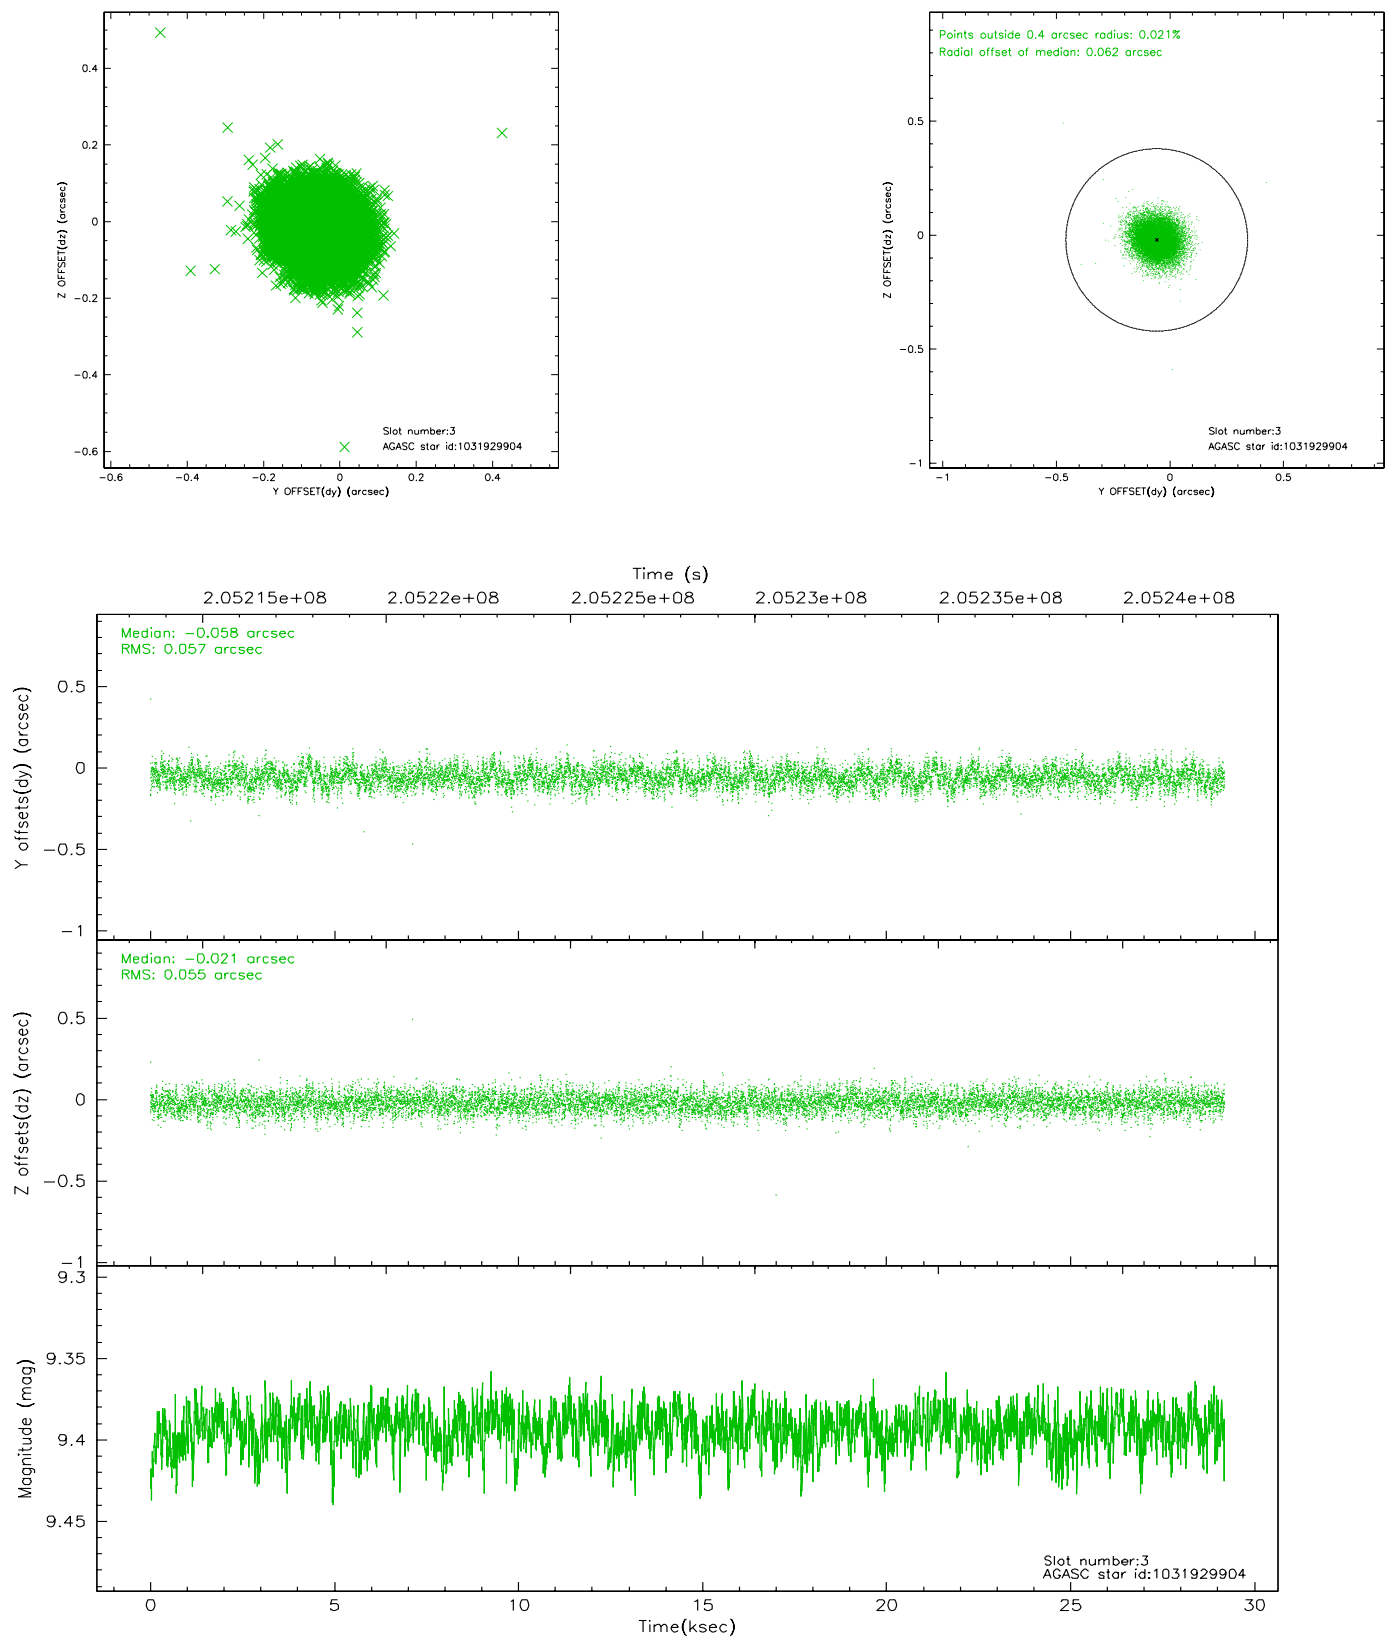 0.4
0.2
0
−0.2
−0.4
−0.6
Z OFFSET(dz) (arcsec)
−0.6
−0.4
−0.2
0.0
0.2
0.4
Y OFFSET(dy) (arcsec)
Slot number:3
AGASC star id:1031929904
Points outside 0.4 arcsec radius: 0.021%
Radial offset of median: 0.062 arcsec
0.5
0
−0.5
−1
Z OFFSET(dz) (arcsec)
−1
−0.5
0
0.5
Y OFFSET(dy) (arcsec)
Slot number:3
AGASC star id:1031929904
Time (s)
2.05215e+08
2.0522e+08
2.05225e+08
2.0523e+08
2.05235e+08
2.0524e+08
Median: −0.058 arcsec
RMS: 0.057 arcsec
0.5
0
−0.5
−1
Y offsets(dy) (arcsec)
Median: −0.021 arcsec
RMS: 0.055 arcsec
0.5
0
−0.5
−1
Z offsets(dz) (arcsec)
9.3
9.35
9.4
9.45
Magnitude (mag)
Slot number:3
AGASC star id:1031929904
0
5
10
15
20
25
30
Time(ksec)